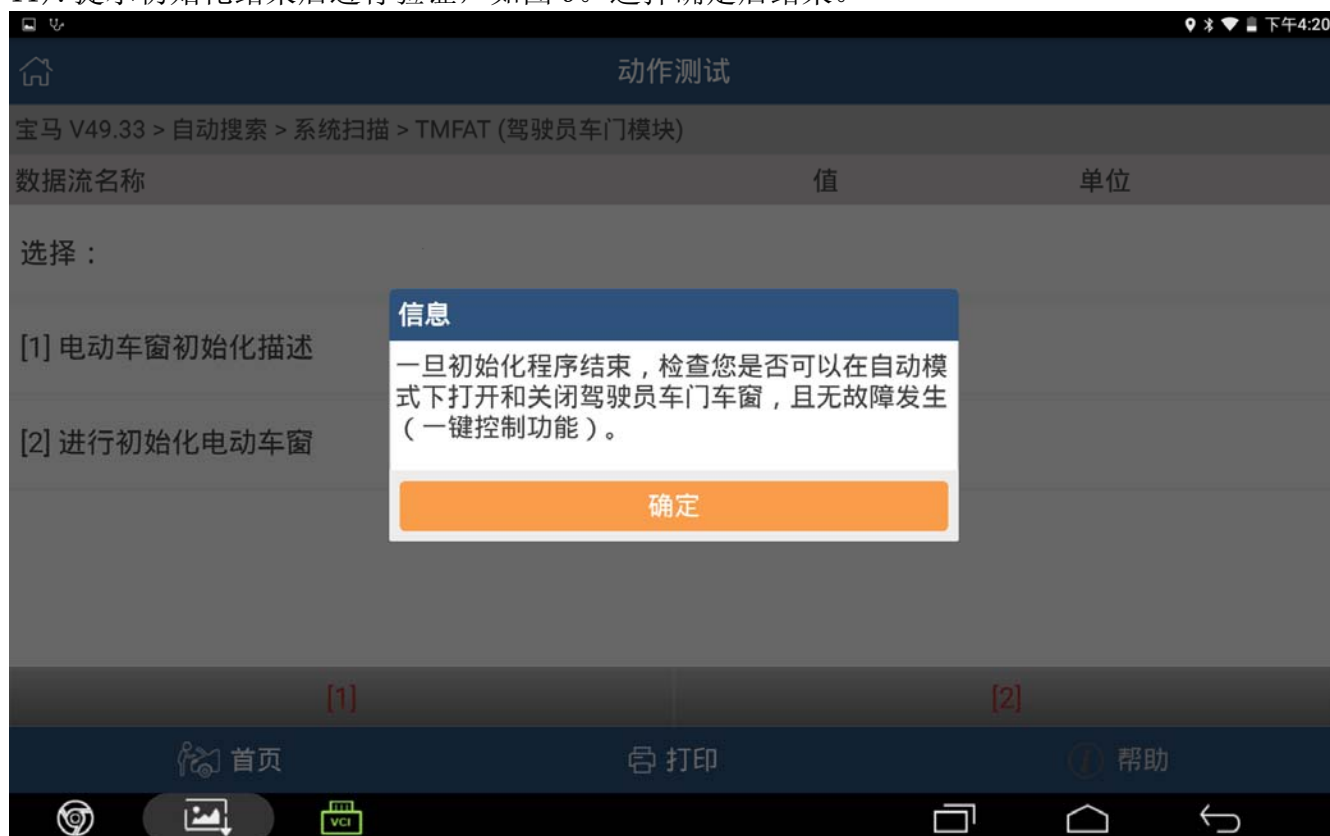 下午4:20
动作测试
宝马 V49.33 > 自动搜索 > 系统扫描 > TMFAT (驾驶员车门模块)
数据流名称 值 单位
选择：
[1] 电动车窗初始化描述
[2] 进行初始化电动车窗
信息
一旦初始化程序结束，检查您是否可以在自动模
式下打开和关闭驾驶员车门车窗，且无故障发生
（一键控制功能）。
确定
[1] [2]
首页 打印 帮助
VCI